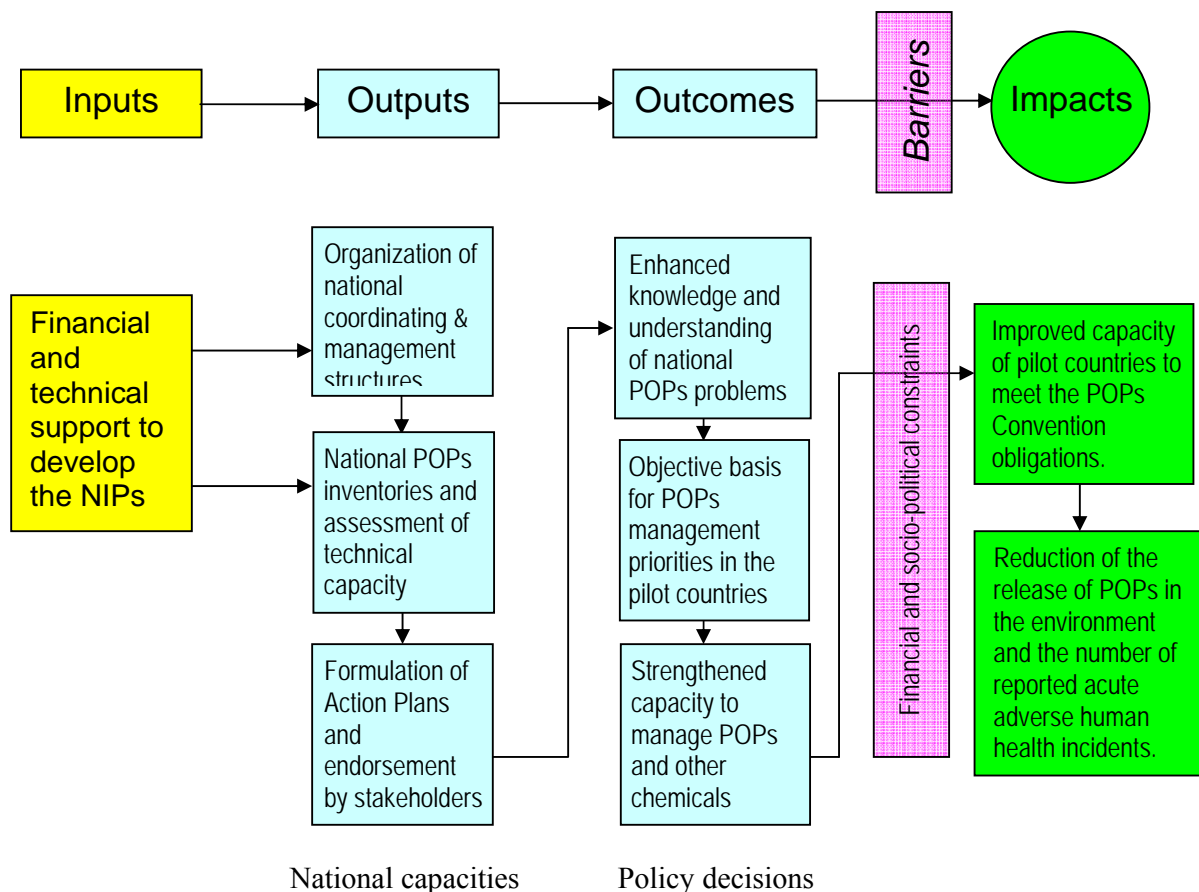 Inputs
Outputs
Outcomes
Barriers
Impacts
Financial
and
technical
support to
develop
the NIPs
Organization of
national
coordinating &
management
structures
National POPs
inventories and
assessment of
technical
capacity
Formulation of
Action Plans
and
endorsement
by stakeholders
Enhanced
knowledge and
understanding
of national
POPs problems
Objective basis
for POPs
management
priorities in the
pilot countries
Strengthened
capacity to
manage POPs
and other
chemicals
Financial and socio-political constraints
Improved capacity
of pilot countries to
meet the POPs
Convention
obligations.
Reduction of the
release of POPs in
the environment
and the number of
reported acute
adverse human
health incidents.
National capacities
Policy decisions